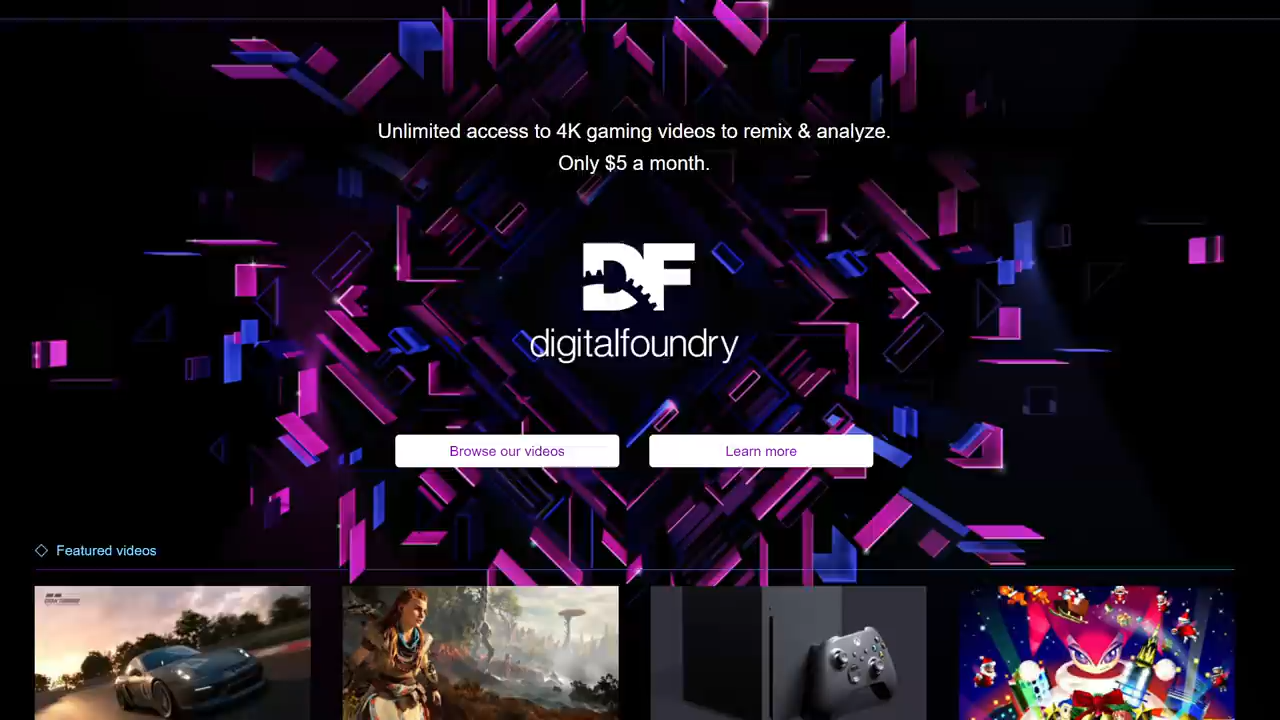 Unlimited access to 4K gaming videos to remix & analyze.
Only $5 a month.
DF
digitalfoundry
Browse our videos
Learn more
Featured videos